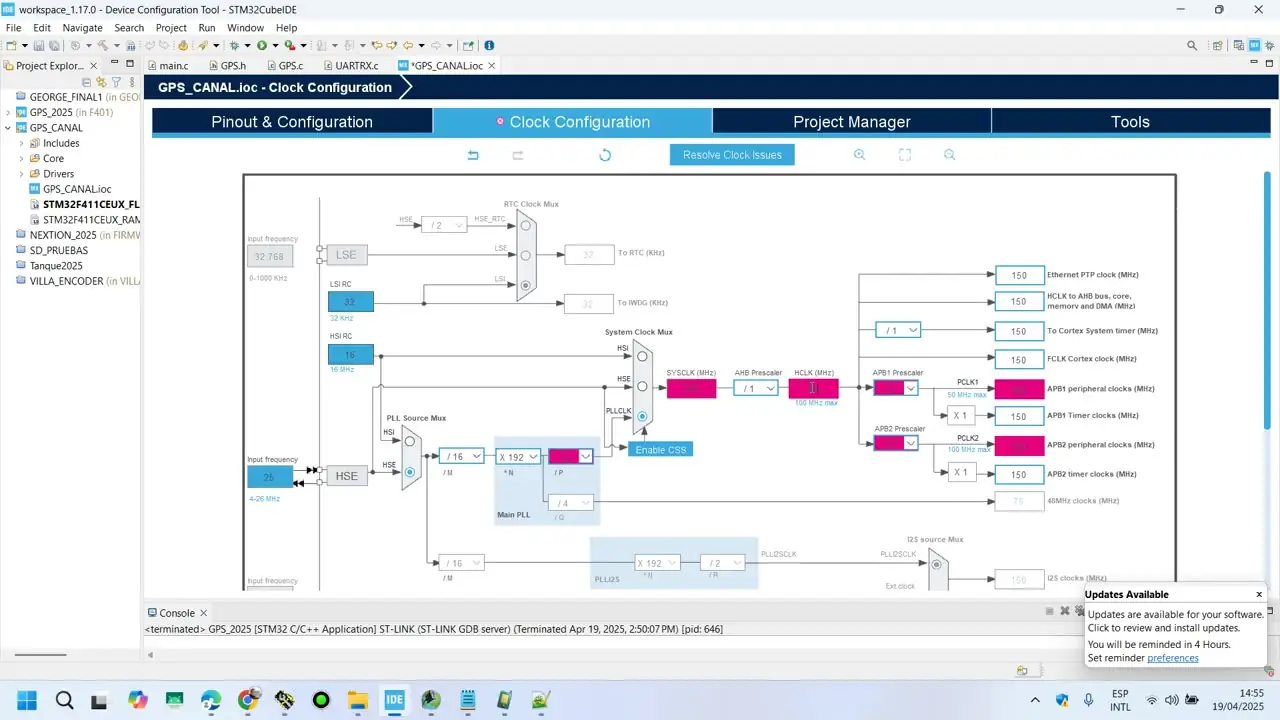 workspace_1.17.0 - Device Configuration Tool - STM32CubeIDE
File Edit Navigate Search Project Run Window Help
Project Explor...
main.c GPS.h GPS.c UARTRX.c *GPS_CANAL.ioc
GEORGE_FINAL1 (in GEO
GPS_2025 (in F401)
GPS_CANAL
Includes
Core
Drivers
GPS_CANAL.ioc
STM32F411CEUX_FL
STM32F411CEUX_RAM
NEXTION_2025 (in FIRMW
SD_PRUEBAS
Tanque2025
VILLA_ENCODER (in VILLA
GPS_CANAL.ioc - Clock Configuration
Pinout & Configuration Clock Configuration Project Manager Tools
Resolve Clock Issues
RTC Clock Mux
HSE / 2 HSE_RTC
Input frequency
32.768
0-1000 KHz
LSE
LSE
32 To RTC (KHz)
LSI RC
32
32 KHz
LSI
32 To IWDG (KHz)
HSI RC
16
16 MHz
System Clock Mux
HSI
HSE
PLLCLK
Enable CSS
SYSCLK (MHz)
AHB Prescaler
/ 1
HCLK (MHz)
100 MHz max
/ 1
APB1 Prescaler
APB2 Prescaler
150 Ethernet PTP clock (MHz)
150 HCLK to AHB bus, core,
memory and DMA (MHz)
150 To Cortex System timer (MHz)
150 FCLK Cortex clock (MHz)
PCLK1
50 MHz max
APB1 peripheral clocks (MHz)
X 1 150 APB1 Timer clocks (MHz)
PCLK2
100 MHz max
APB2 peripheral clocks (MHz)
X 1 150 APB2 timer clocks (MHz)
75 48MHz clocks (MHz)
PLL Source Mux
HSI
HSE
Input frequency
25
4-26 MHz
HSE
/ 16
/ M
X 192
* N
/ P
/ 4
/ Q
Main PLL
/ 16
/ M
PLLI2S
X 192
* N
/ 2
/ R
PLLI2SCLK
I2S source Mux
PLLI2SCLK
Ext.clock
150 I2S clocks (MHz)
Input frequency
Console
<terminated> GPS_2025 [STM32 C/C++ Application] ST-LINK (ST-LINK GDB server) (Terminated Apr 19, 2025, 2:50:07 PM) [pid: 646]
Updates Available
Updates are available for your software.
Click to review and install updates.
You will be reminded in 4 Hours.
Set reminder preferences
IDE
ESP
INTL
14:55
19/04/2025